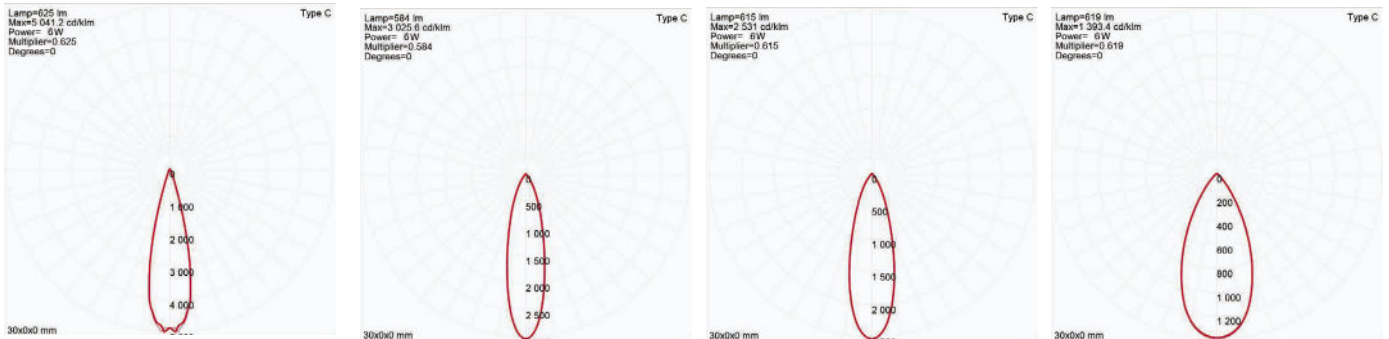 Lamp=625 lm
Max=5 041.2 cd/klm
Power= 6W
Multiplier=0.625
Degrees=0
Type C
0
1 000
2 000
3 000
4 000
30x0x0 mm
Lamp=584 lm
Max=3 025.6 cd/klm
Power= 6W
Multiplier=0.584
Degrees=0
Type C
0
500
1 000
1 500
2 000
2 500
30x0x0 mm
Lamp=615 lm
Max=2 531 cd/klm
Power= 6W
Multiplier=0.615
Degrees=0
Type C
0
500
1 000
1 500
2 000
30x0x0 mm
Lamp=619 lm
Max=1 393.4 cd/klm
Power= 6W
Multiplier=0.619
Degrees=0
Type C
0
200
400
600
800
1 000
1 200
30x0x0 mm